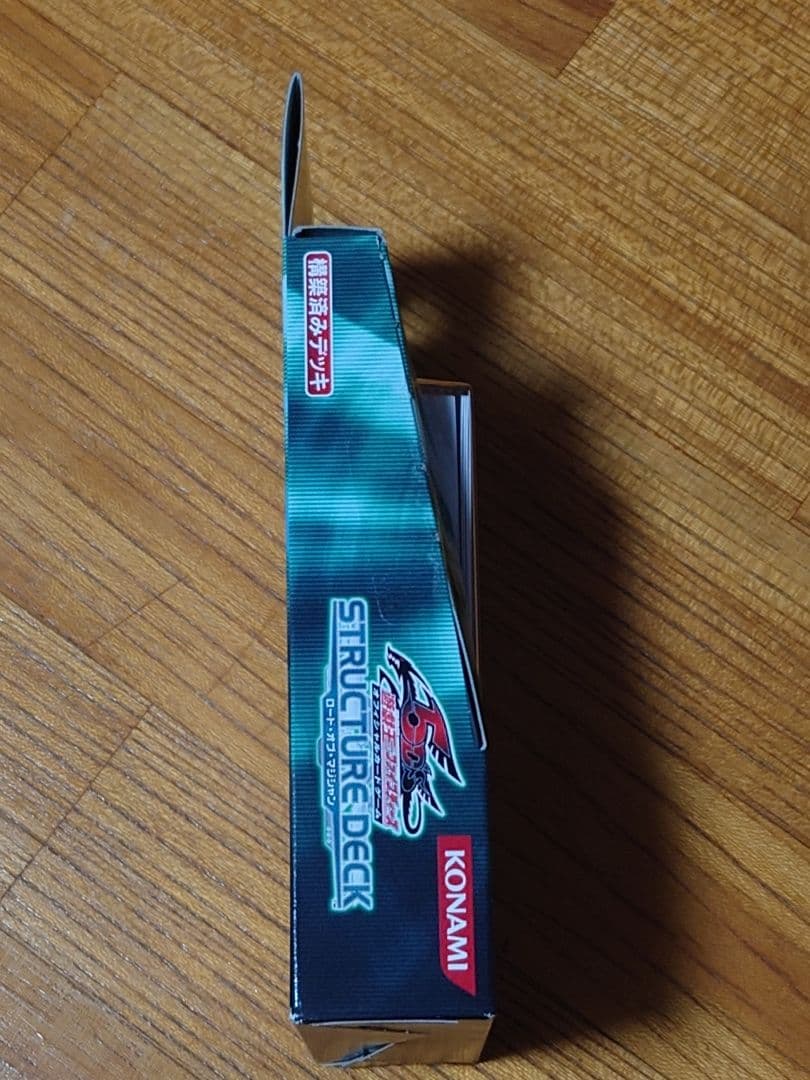 構築済みデッキ
5D's
遊戯王ファイブディーズ
オフィシャルカードゲーム
STRUCTURE DECK
ロード・オブ・マジシャン
KONAMI